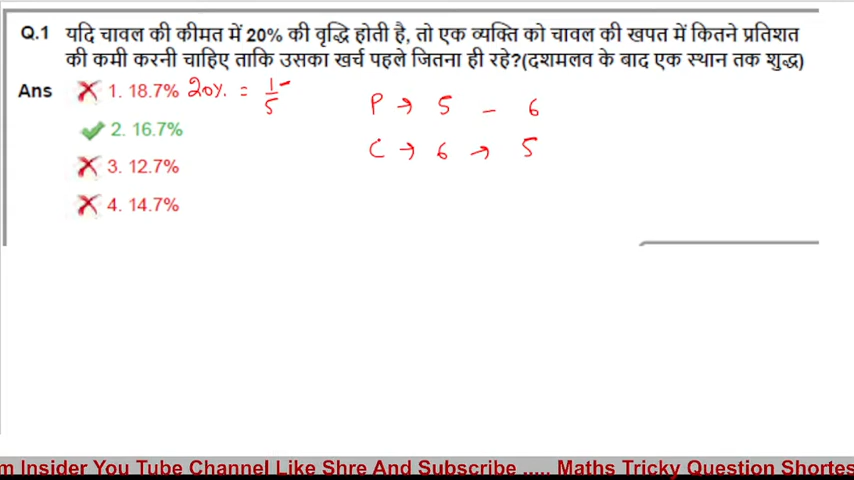 Q.1 यदि चावल की कीमत में 20% की वृद्धि होती है, तो एक व्यक्ति को चावल की खपत में कितने प्रतिशत
की कमी करनी चाहिए ताकि उसका खर्च पहले जितना ही रहे?(दशमलव के बाद एक स्थान तक शुद्ध)
Ans 1. 18.7% 20% = 1/5
P → 5 - 6
2. 16.7%
C → 6 → 5
3. 12.7%
4. 14.7%
m Insider You Tube Channel Like Shre And Subscribe ..... Maths Tricky Question Shortes